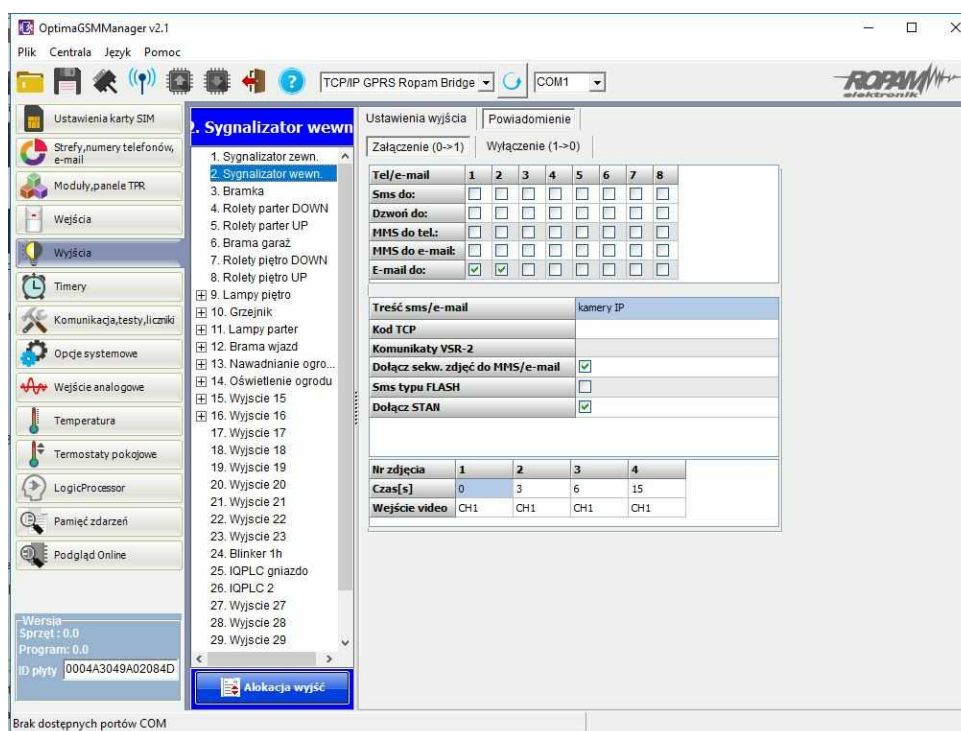 OptimaGSMManager v2.1
Plik Centrala Język Pomoc
TCP/IP GPRS Ropam Bridge COM1
ROPAM elektronik
Ustawienia karty SIM
Strefy,numery telefonów, e-mail
Moduły,panele TPR
Wejścia
Wyjścia
Timery
Komunikacja,testy,liczniki
Opcje systemowe
Wejście analogowe
Temperatura
Termostaty pokojowe
LogicProcessor
Pamięć zdarzeń
Podgląd Online
Wersja
Sprzęt : 0.0
Program: 0.0
ID płyty 0004A3049A02084D
2. Sygnalizator wewn
1. Sygnalizator zewn.
2. Sygnalizator wewn.
3. Bramka
4. Rolety parter DOWN
5. Rolety parter UP
6. Brama garaż
7. Rolety piętro DOWN
8. Rolety piętro UP
9. Lampy piętro
10. Grzejnik
11. Lampy parter
12. Brama wjazd
13. Nawadnianie ogro...
14. Oświetlenie ogrodu
15. Wyjscie 15
16. Wyjscie 16
17. Wyjscie 17
18. Wyjscie 18
19. Wyjscie 19
20. Wyjscie 20
21. Wyjscie 21
22. Wyjscie 22
23. Wyjscie 23
24. Blinker 1h
25. IQPLC gniazdo
26. IQPLC 2
27. Wyjscie 27
28. Wyjscie 28
29. Wyjscie 29
Alokacja wyjść
Ustawienia wyjścia Powiadomienie
Załączenie (0->1) Wyłączenie (1->0)
Tel/e-mail 1 2 3 4 5 6 7 8
Sms do:
Dzwoń do:
MMS do tel.:
MMS do e-mail:
E-mail do:
Treść sms/e-mail kamery IP
Kod TCP
Komunikaty VSR-2
Dołącz sekw. zdjęć do MMS/e-mail
Sms typu FLASH
Dołącz STAN
Nr zdjęcia 1 2 3 4
Czas[s] 0 3 6 15
Wejście video CH1 CH1 CH1 CH1
Brak dostępnych portów COM